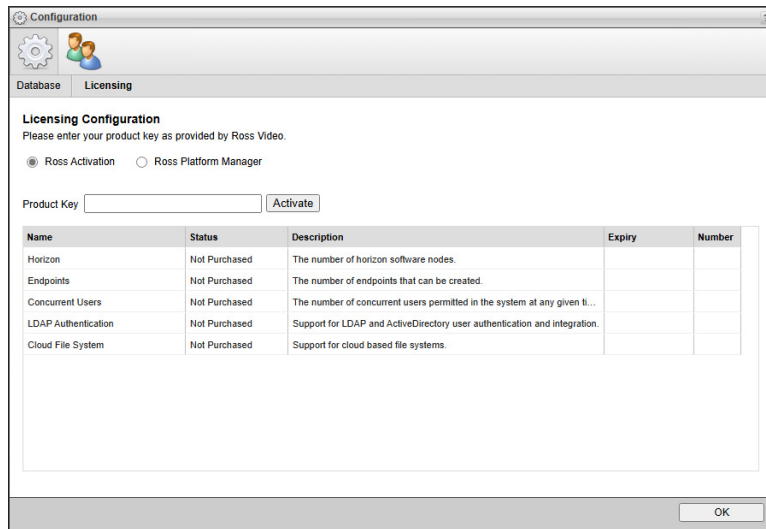 Configuration
Database Licensing
Licensing Configuration
Please enter your product key as provided by Ross Video.
Ross Activation Ross Platform Manager
Product Key Activate
Name Status Description Expiry Number
Horizon Not Purchased The number of horizon software nodes.
Endpoints Not Purchased The number of endpoints that can be created.
Concurrent Users Not Purchased The number of concurrent users permitted in the system at any given ti...
LDAP Authentication Not Purchased Support for LDAP and ActiveDirectory user authentication and integration.
Cloud File System Not Purchased Support for cloud based file systems.
OK